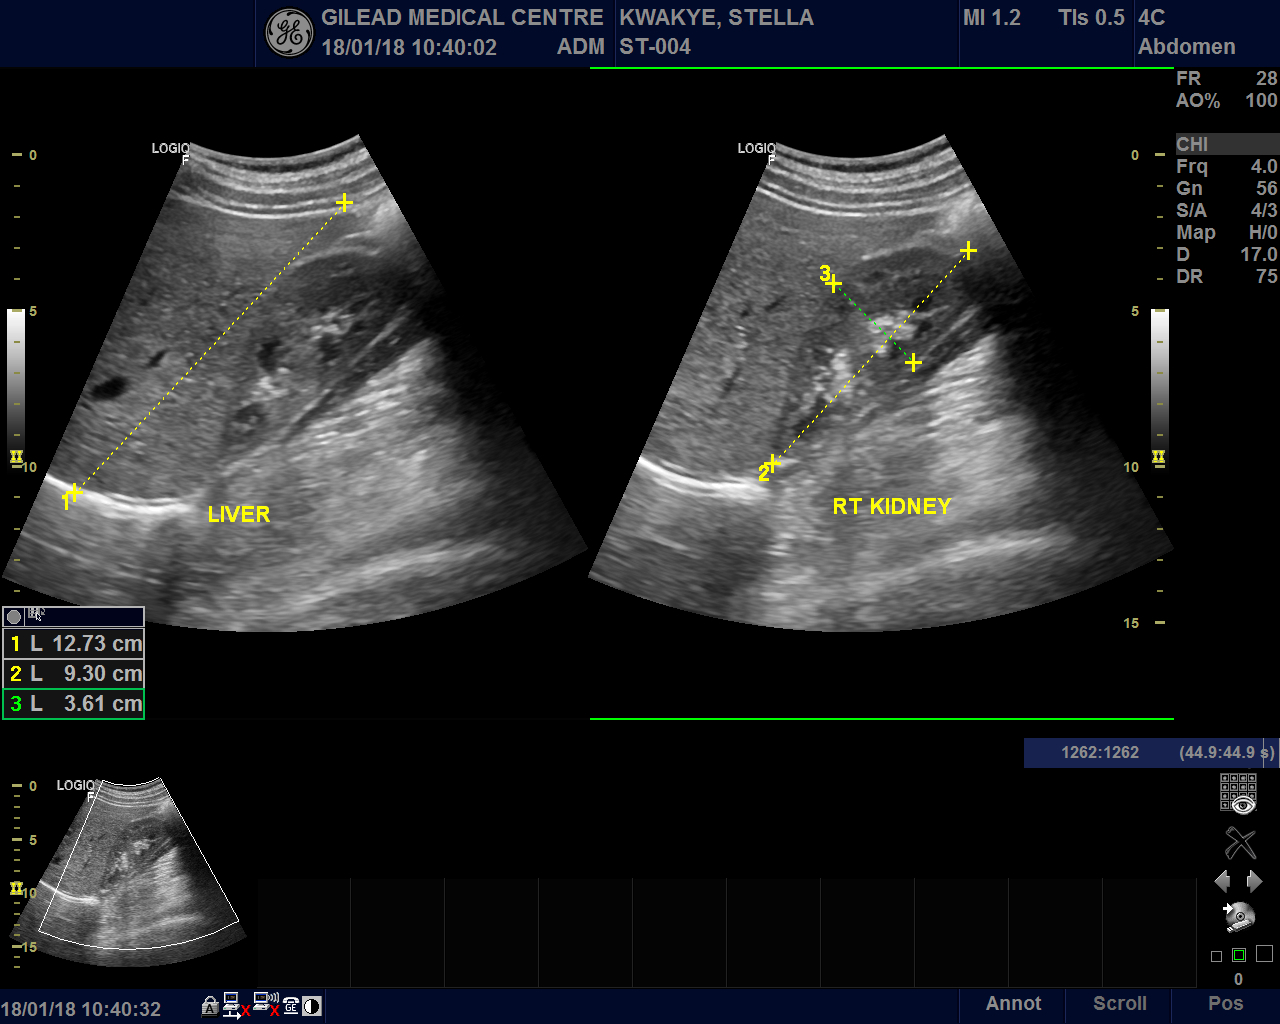 GILEAD MEDICAL CENTRE
18/01/18 10:40:02 ADM
KWAKYE, STELLA
ST-004
MI 1.2 TIs 0.5
4C
Abdomen
FR 28
AO% 100
CHI
Frq 4.0
Gn 56
S/A 4/3
Map H/0
D 17.0
DR 75
LOGIQ
F
0
5
10
1
LIVER
LOGIQ
F
3
2
RT KIDNEY
0
5
10
15
1 L 12.73 cm
2 L 9.30 cm
3 L 3.61 cm
1262:1262 (44.9:44.9 s)
LOGIQ
F
0
5
10
15
0
18/01/18 10:40:32
Annot Scroll Pos